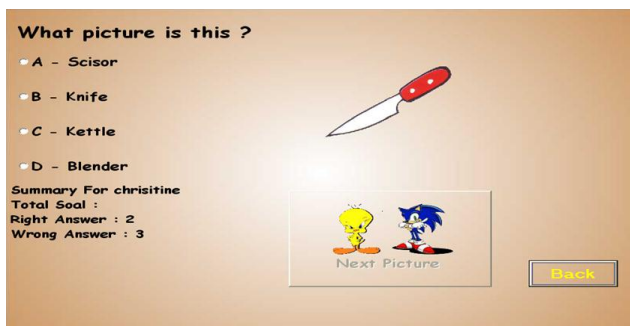 What picture is this ?
A - Scisor
B - Knife
C - Kettle
D - Blender
Summary For chrisitine
Total Soal :
Right Answer : 2
Wrong Answer : 3
Next Picture
Back